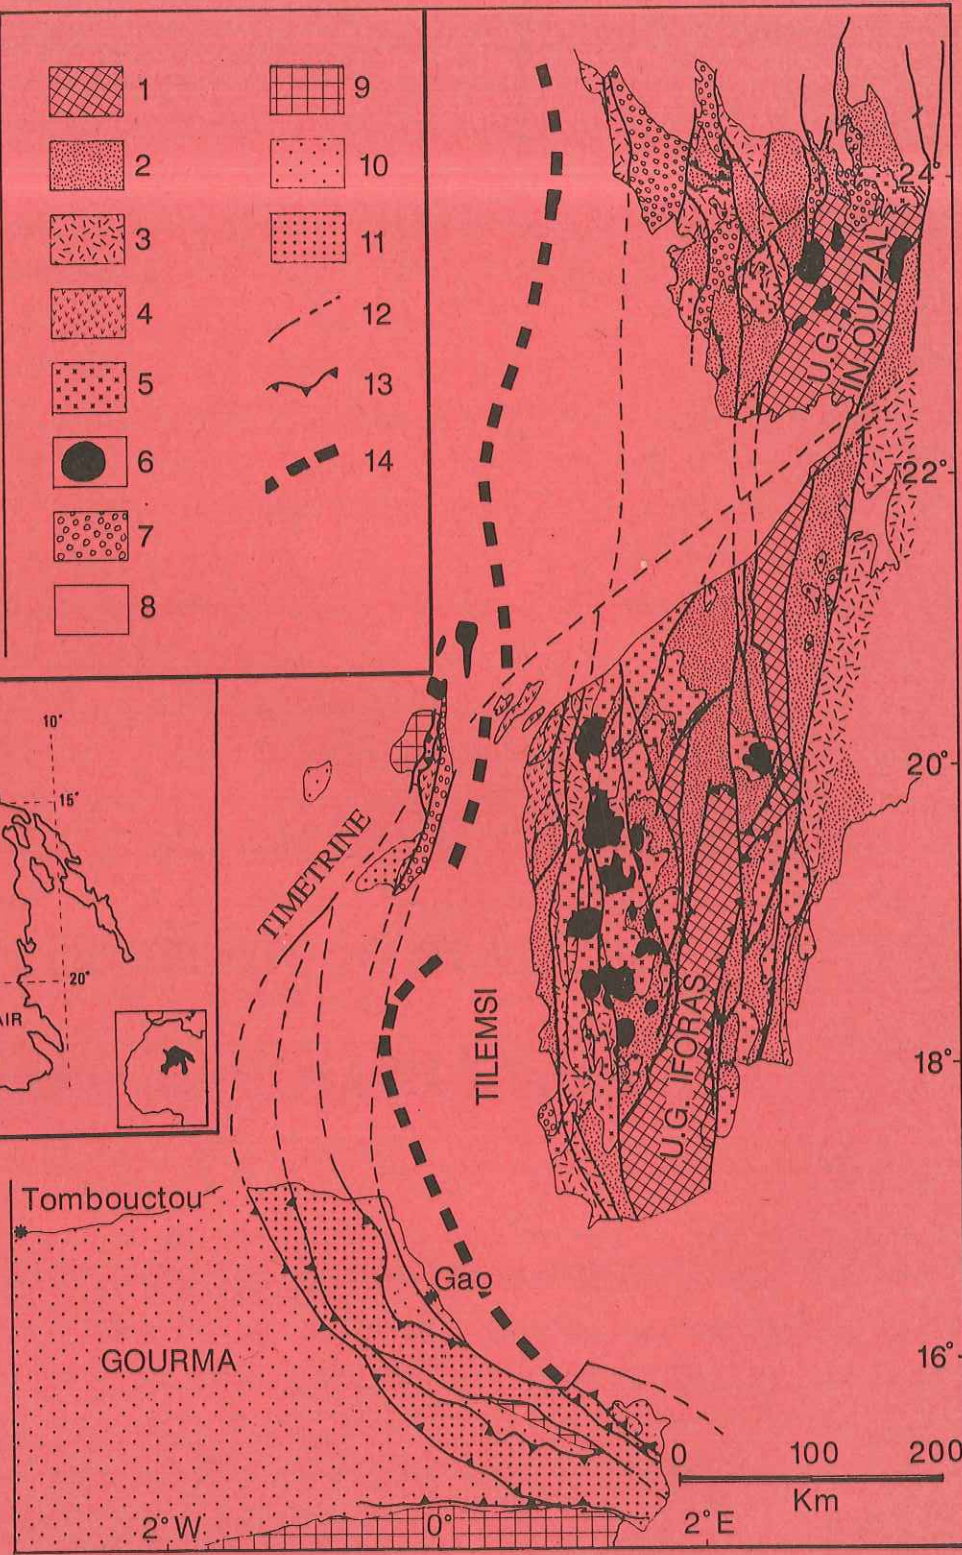 1
2
3
4
5
6
7
8
9
10
11
12
13
14
10°
15°
20°
AIR
24°
22°
20°
18°
16°
U.G.
IN OUZZAL
TIMETRINE
TILEMSI
U.G. IFORAS
Tombouctou
Gao
GOURMA
0 100 200
Km
2°W 0° 2°E